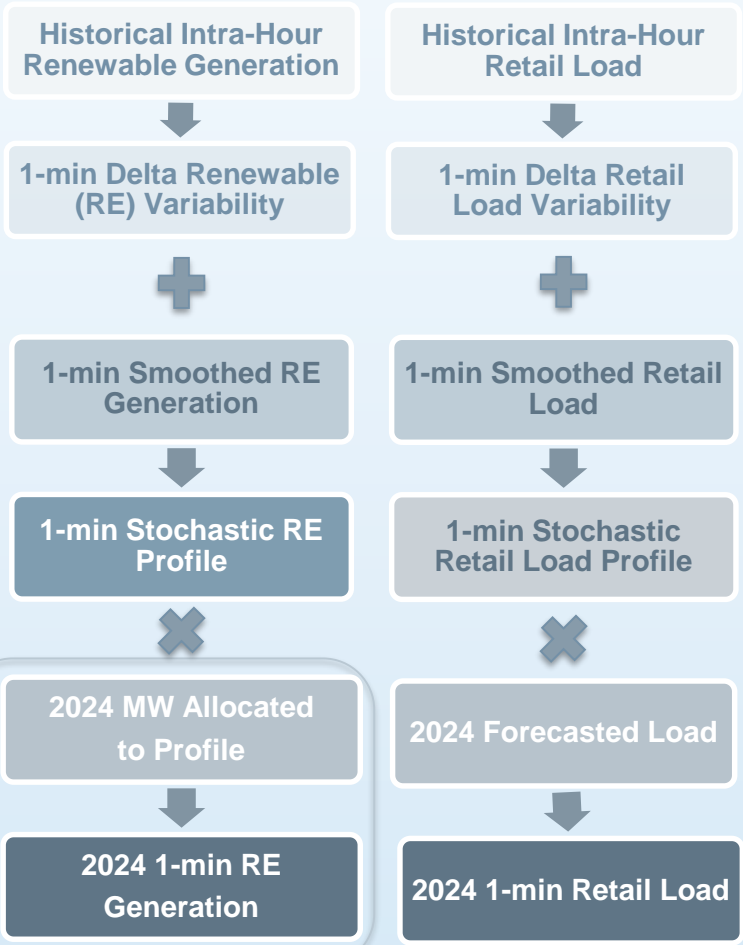 Historical Intra-Hour
Renewable Generation
1-min Delta Renewable
(RE) Variability
1-min Smoothed RE
Generation
1-min Stochastic RE
Profile
2024 MW Allocated
to Profile
2024 1-min RE
Generation
Historical Intra-Hour
Retail Load
1-min Delta Retail
Load Variability
1-min Smoothed Retail
Load
1-min Stochastic
Retail Load Profile
2024 Forecasted Load
2024 1-min Retail Load